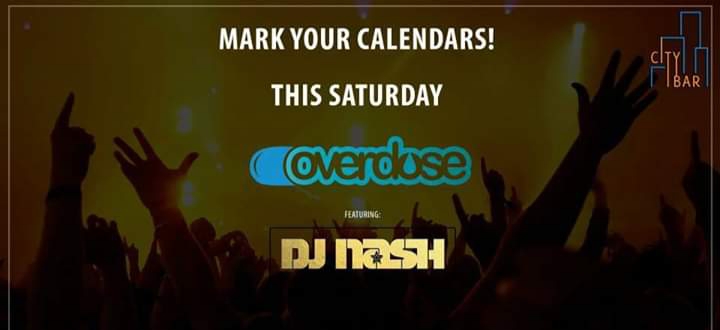 MARK YOUR CALENDARS!
CITY
BAR
THIS SATURDAY
overdose
FEATURING:
DJ NASH